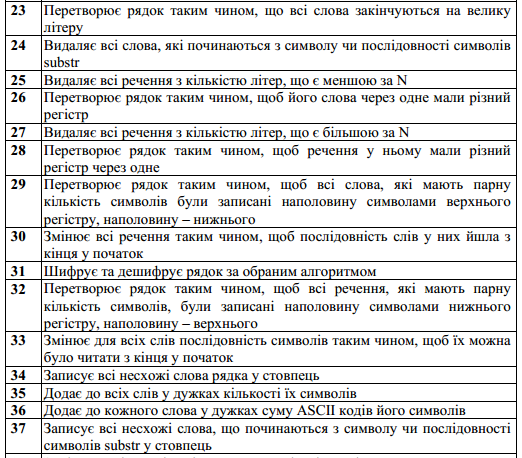 23 Перетворює рядок таким чином, що всі слова закінчуються на велику
літеру
24 Видаляє всі слова, які починаються з символу чи послідовності символів
substr
25 Видаляє всі речення з кількістю літер, що є меншою за N
26 Перетворює рядок таким чином, щоб його слова через одне мали різний
регістр
27 Видаляє всі речення з кількістю літер, що є більшою за N
28 Перетворює рядок таким чином, щоб речення у ньому мали різний
регістр через одне
29 Перетворює рядок таким чином, щоб всі слова, які мають парну
кількість символів були записані наполовину символами верхнього
регістру, наполовину – нижнього
30 Змінює всі речення таким чином, щоб послідовність слів у них йшла з
кінця у початок
31 Шифрує та дешифрує рядок за обраним алгоритмом
32 Перетворює рядок таким чином, щоб всі речення, які мають парну
кількість символів, були записані наполовину символами нижнього
регістру, наполовину – верхнього
33 Змінює для всіх слів послідовність символів таким чином, щоб їх можна
було читати з кінця у початок
34 Записує всі несхожі слова рядка у стовпець
35 Додає до всіх слів у дужках кількості їх символів
36 Додає до кожного слова у дужках суму ASCII кодів його символів
37 Записує всі несхожі слова, що починаються з символу чи послідовності
символів substr у стовпець